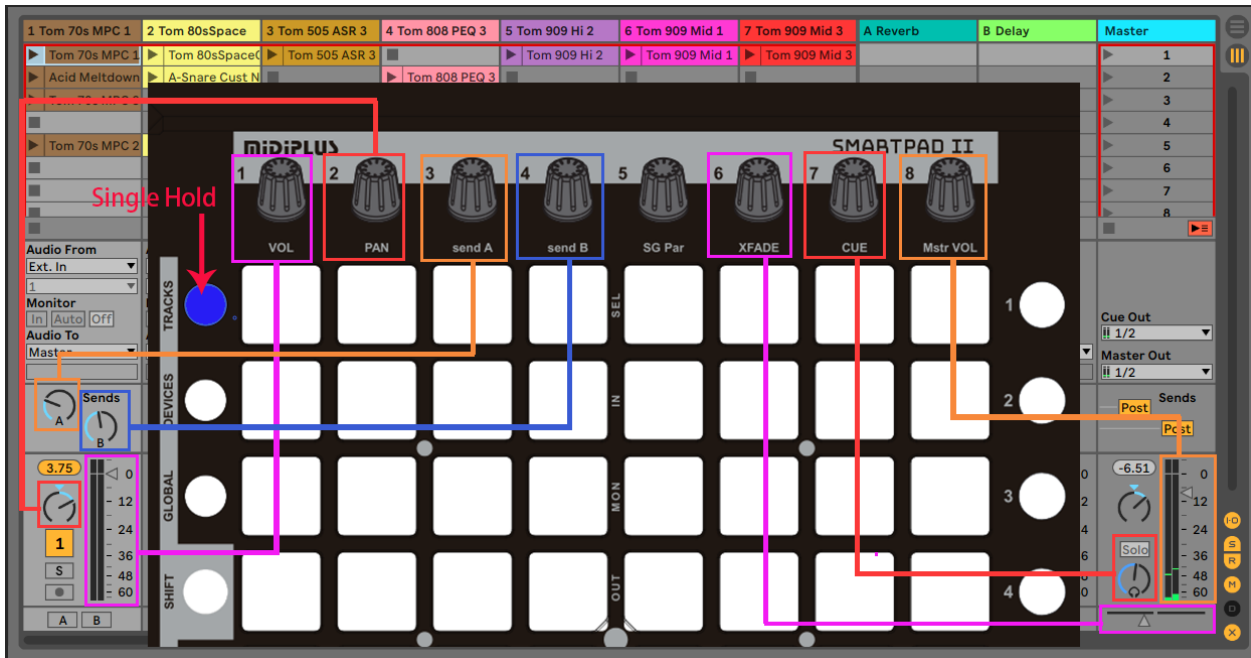 1 Tom 70s MPC 1 2 Tom 80sSpace 3 Tom 505 ASR 3 4 Tom 808 PEQ 3 5 Tom 909 Hi 2 6 Tom 909 Mid 1 7 Tom 909 Mid 3 A Reverb B Delay Master
Tom 70s MPC 1 Tom 80sSpace Tom 505 ASR 3 Tom 909 Hi 2 Tom 909 Mid 1 Tom 909 Mid 3 1
Acid Meltdown A-Snare Cust N Tom 808 PEQ 3 2
3
4
Tom 70s MPC 2 5
6
7
8
MiDiPLUS SMARTPAD II
1 2 3 4 5 6 7 8
Single Hold
VOL PAN send A send B SG Par XFADE CUE Mstr VOL
Audio From
Ext. In
1
Monitor
In Auto Off
Audio To
Master
TRACKS SEL 1
Cue Out
1/2
Master Out
1/2
Sends
A
B
DEVICES IN 2
Sends
Post
Post
3.75
0
12
24
36
48
60
1
S
GLOBAL MON 3
SHIFT OUT 4
-6.51
0
12
24
36
48
60
Solo
A B
I·O
S
R
M
D
X